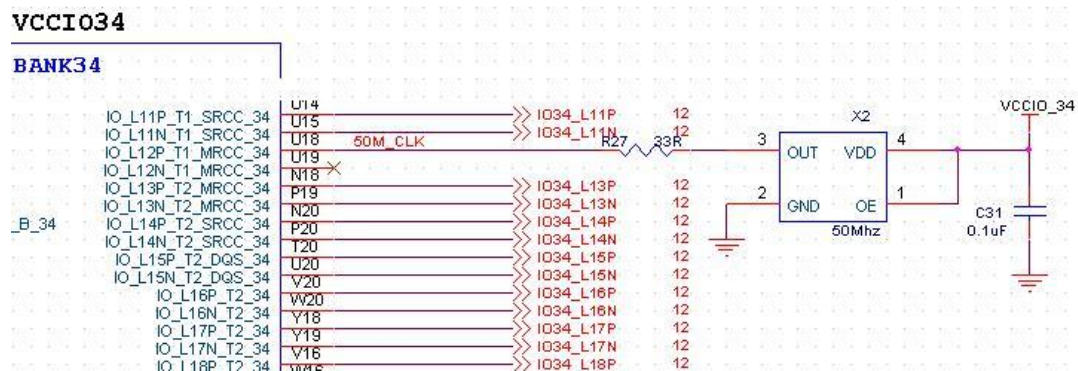 VCCIO34
BANK34
VCCIO_34
U14
IO_L11P_T1_SRCC_34 U15 IO34_L11P 12 X2
IO_L11N_T1_SRCC_34 U18 50M_CLK IO34_L11N 12
IO_L12P_T1_MRCC_34 U19 R27 33R 3 OUT VDD 4
IO_L12N_T1_MRCC_34 N18
IO_L13P_T2_MRCC_34 P19 IO34_L13P 12
IO_L13N_T2_MRCC_34 N20 IO34_L13N 12 2 GND OE 1
_B_34 IO_L14P_T2_SRCC_34 P20 IO34_L14P 12 50Mhz C31
IO_L14N_T2_SRCC_34 T20 IO34_L14N 12 0.1uF
IO_L15P_T2_DQS_34 U20 IO34_L15P 12
IO_L15N_T2_DQS_34 V20 IO34_L15N 12
IO_L16P_T2_34 W20 IO34_L16P 12
IO_L16N_T2_34 Y18 IO34_L16N 12
IO_L17P_T2_34 Y19 IO34_L17P 12
IO_L17N_T2_34 V16 IO34_L17N 12
IO_L18P_T2_34 IO34_L18P 12